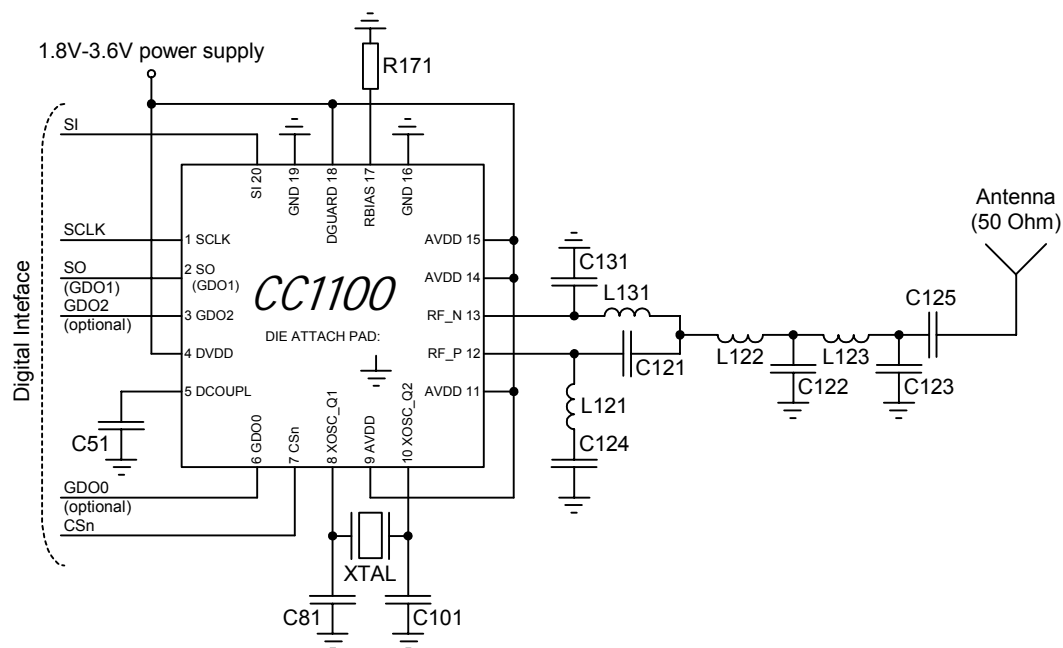 1.8V-3.6V power supply
R171
SI
SI 20
GND 19
DGUARD 18
RBIAS 17
GND 16
Antenna
(50 Ohm)
SCLK
1 SCLK
AVDD 15
C131
SO
(GDO1)
2 SO
(GDO1)
CC1100
AVDD 14
L131
C125
GDO2
(optional)
3 GDO2
DIE ATTACH PAD:
RF_N 13
4 DVDD
RF_P 12
C121
L122
L123
C122
C123
5 DCOUPL
AVDD 11
L121
C51
6 GDO0
7 CSn
8 XOSC_Q1
9 AVDD
10 XOSC_Q2
C124
GDO0
(optional)
CSn
XTAL
C81
C101
Digital Inteface